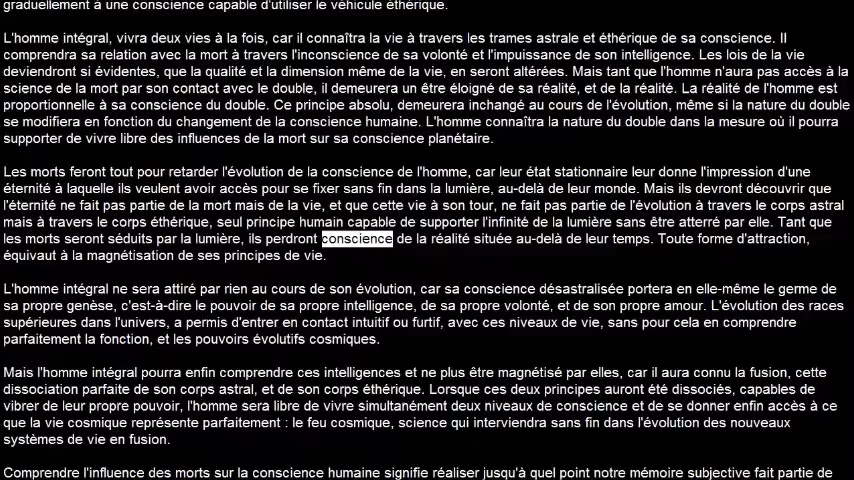 graduellement à une conscience capable d'utiliser le véhicule éthérique.
L'homme intégral, vivra deux vies à la fois, car il connaîtra la vie à travers les trames astrale et éthérique de sa conscience. Il
comprendra sa relation avec la mort à travers l'inconscience de sa volonté et l'impuissance de son intelligence. Les lois de la vie
deviendront si évidentes, que la qualité et la dimension même de la vie, en seront altérées. Mais tant que l'homme n'aura pas accès à la
science de la mort par son contact avec le double, il demeurera un être éloigné de sa réalité, et de la réalité. La réalité de l'homme est
proportionnelle à sa conscience du double. Ce principe absolu, demeurera inchangé au cours de l'évolution, même si la nature du double
se modifiera en fonction du changement de la conscience humaine. L'homme connaîtra la nature du double dans la mesure où il pourra
supporter de vivre libre des influences de la mort sur sa conscience planétaire.
Les morts feront tout pour retarder l'évolution de la conscience de l'homme, car leur état stationnaire leur donne l'impression d'une
éternité à laquelle ils veulent avoir accès pour se fixer sans fin dans la lumière, au-delà de leur monde. Mais ils devront découvrir que
l'éternité ne fait pas partie de la mort mais de la vie, et que cette vie à son tour, ne fait pas partie de l'évolution à travers le corps astral
mais à travers le corps éthérique, seul principe humain capable de supporter l'infinité de la lumière sans être atterré par elle. Tant que
les morts seront séduits par la lumière, ils perdront conscience de la réalité située au-delà de leur temps. Toute forme d'attraction,
équivaut à la magnétisation de ses principes de vie.
L'homme intégral ne sera attiré par rien au cours de son évolution, car sa conscience désastralisée portera en elle-même le germe de
sa propre genèse, c'est-à-dire le pouvoir de sa propre intelligence, de sa propre volonté, et de son propre amour. L'évolution des races
supérieures dans l'univers, a permis d'entrer en contact intuitif ou furtif, avec ces niveaux de vie, sans pour cela en comprendre
parfaitement la fonction, et les pouvoirs évolutifs cosmiques.
Mais l'homme intégral pourra enfin comprendre ces intelligences et ne plus être magnétisé par elles, car il aura connu la fusion, cette
dissociation parfaite de son corps astral, et de son corps éthérique. Lorsque ces deux principes auront été dissociés, capables de
vibrer de leur propre pouvoir, l'homme sera libre de vivre simultanément deux niveaux de conscience et de se donner enfin accès à ce
que la vie cosmique représente parfaitement : le feu cosmique, science qui interviendra sans fin dans l'évolution des nouveaux
systèmes de vie en fusion.
Comprendre l'influence des morts sur la conscience humaine signifie réaliser jusqu'à quel point notre mémoire subjective fait partie de